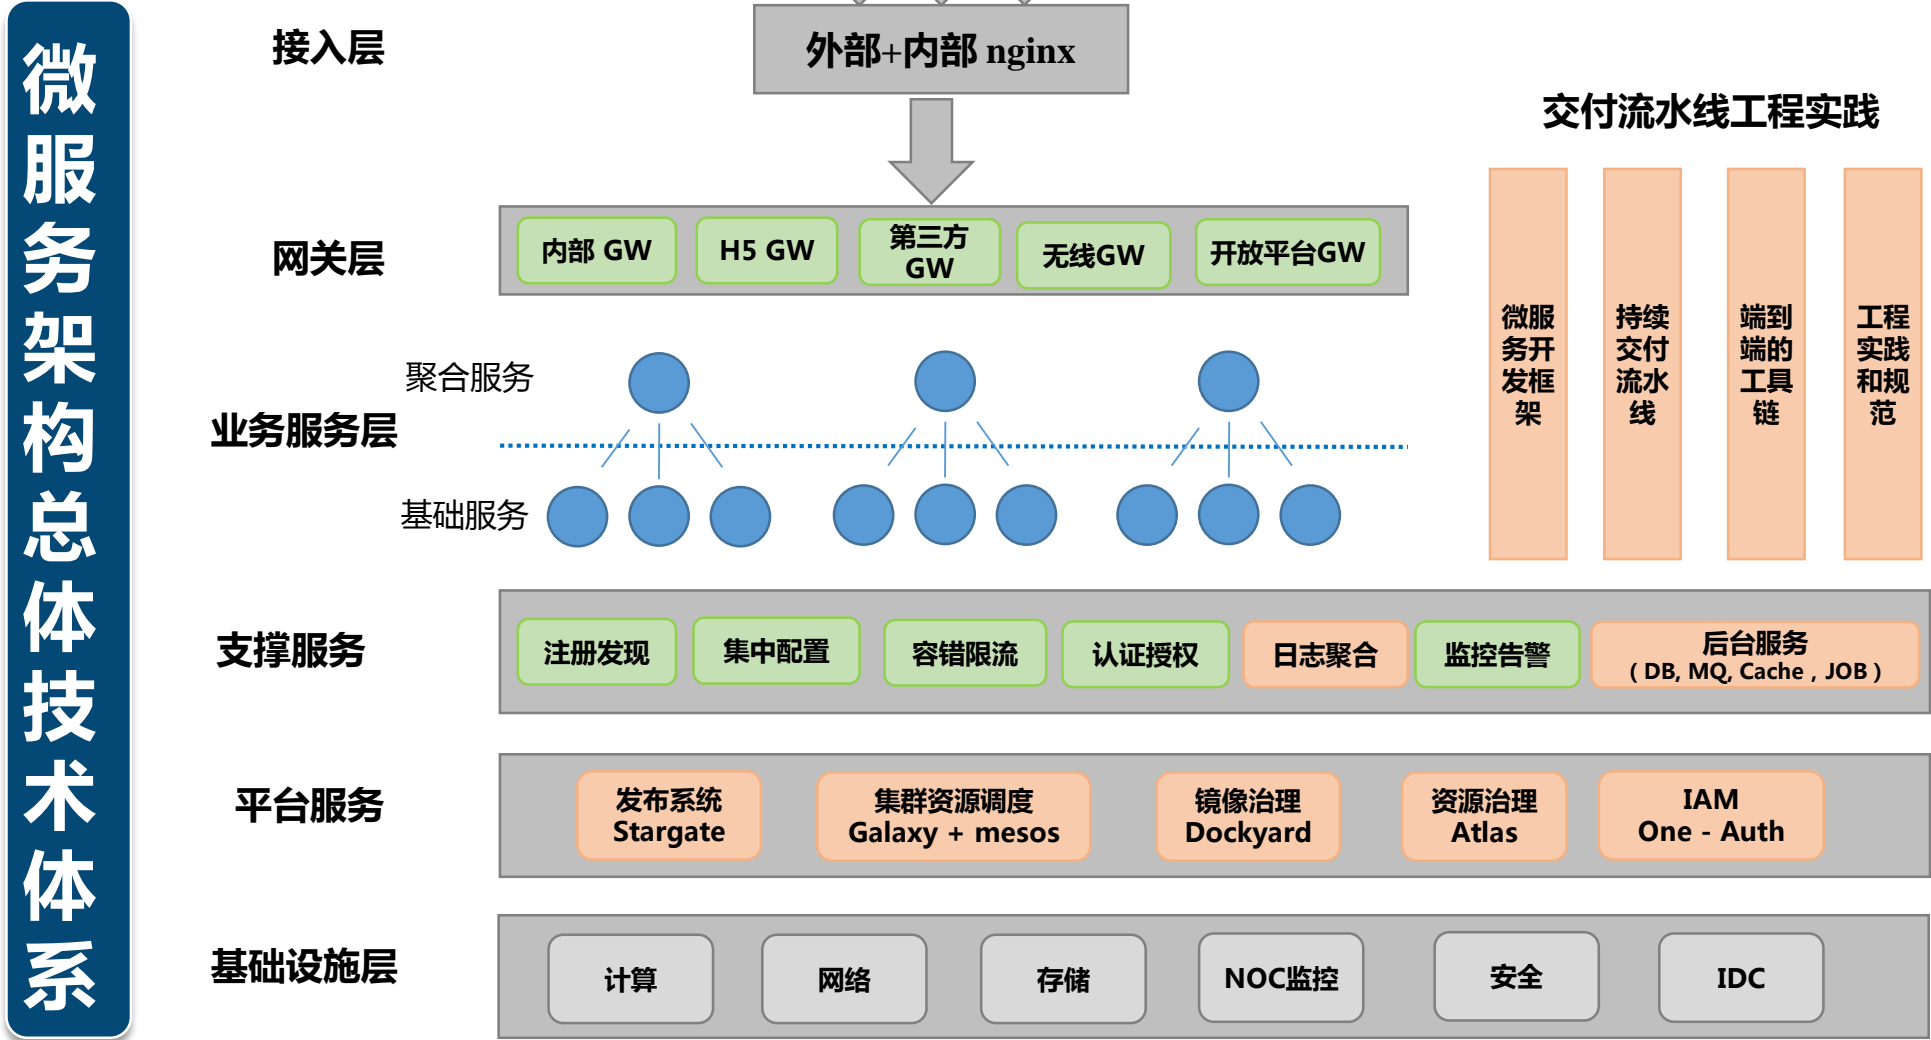 微服务架构总体技术体系
接入层
外部+内部 nginx
交付流水线工程实践
网关层
内部 GW
H5 GW
第三方
GW
无线GW
开放平台GW
微服
务开
发框
架
持续
交付
流水
线
端到
端的
工具
链
工程
实践
和规
范
聚合服务
业务服务层
基础服务
支撑服务
注册发现
集中配置
容错限流
认证授权
日志聚合
监控告警
后台服务
（DB, MQ, Cache，JOB）
平台服务
发布系统
Stargate
集群资源调度
Galaxy + mesos
镜像治理
Dockyard
资源治理
Atlas
IAM
One - Auth
基础设施层
计算
网络
存储
NOC监控
安全
IDC